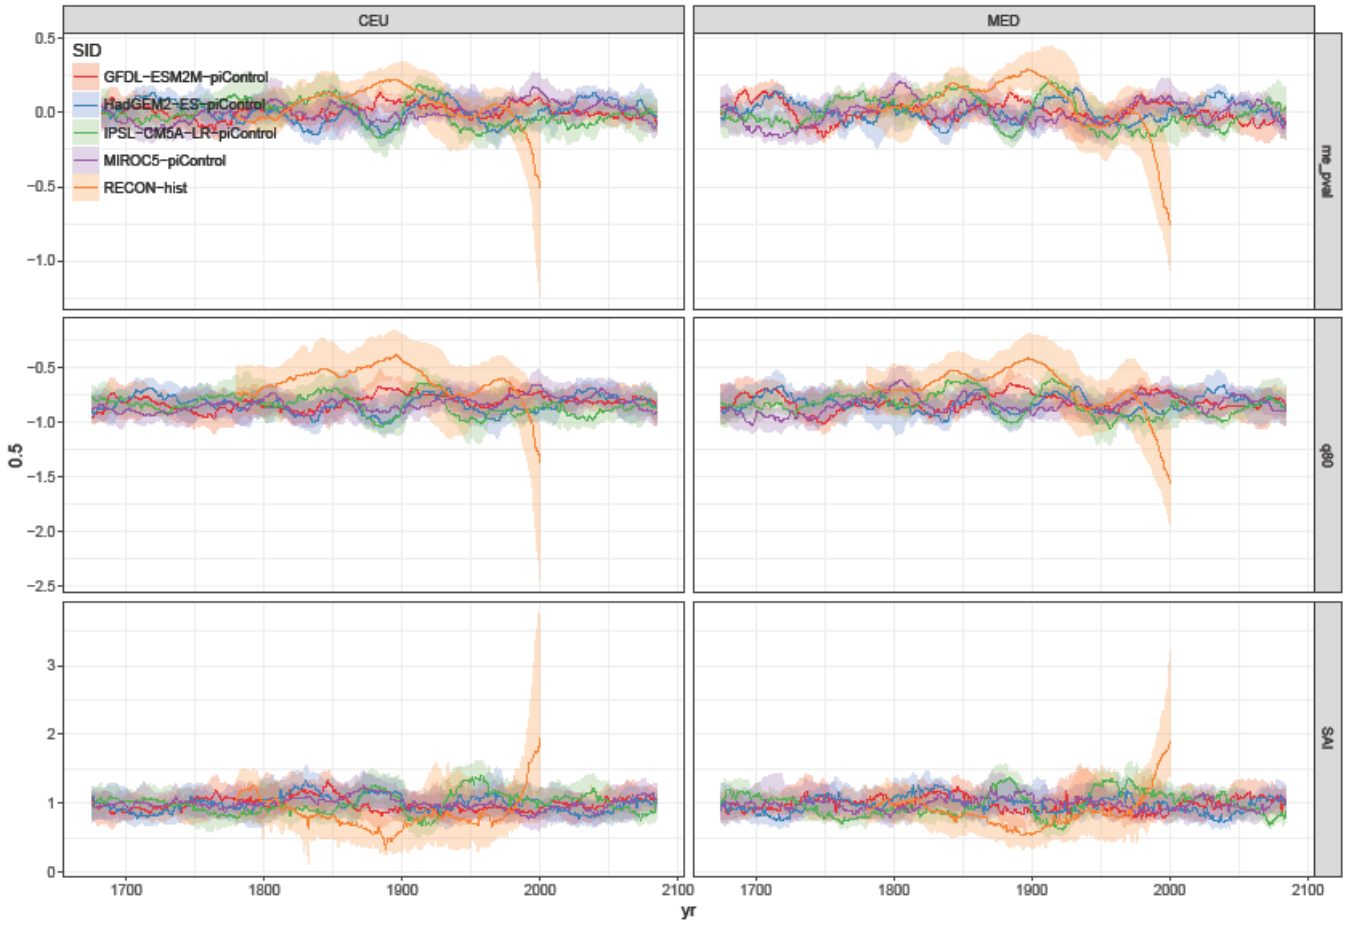 CEU
MED
SID
GFDL-ESM2M-piControl
HadGEM2-ES-piControl
IPSL-CM5A-LR-piControl
MIROC5-piControl
RECON-hist
0.5
0.0
-0.5
-1.0
me_pval
-0.5
-1.0
-1.5
-2.0
-2.5
q80
0.5
3
2
1
0
SAI
1700
1800
1900
2000
2100
1700
1800
1900
2000
2100
yr